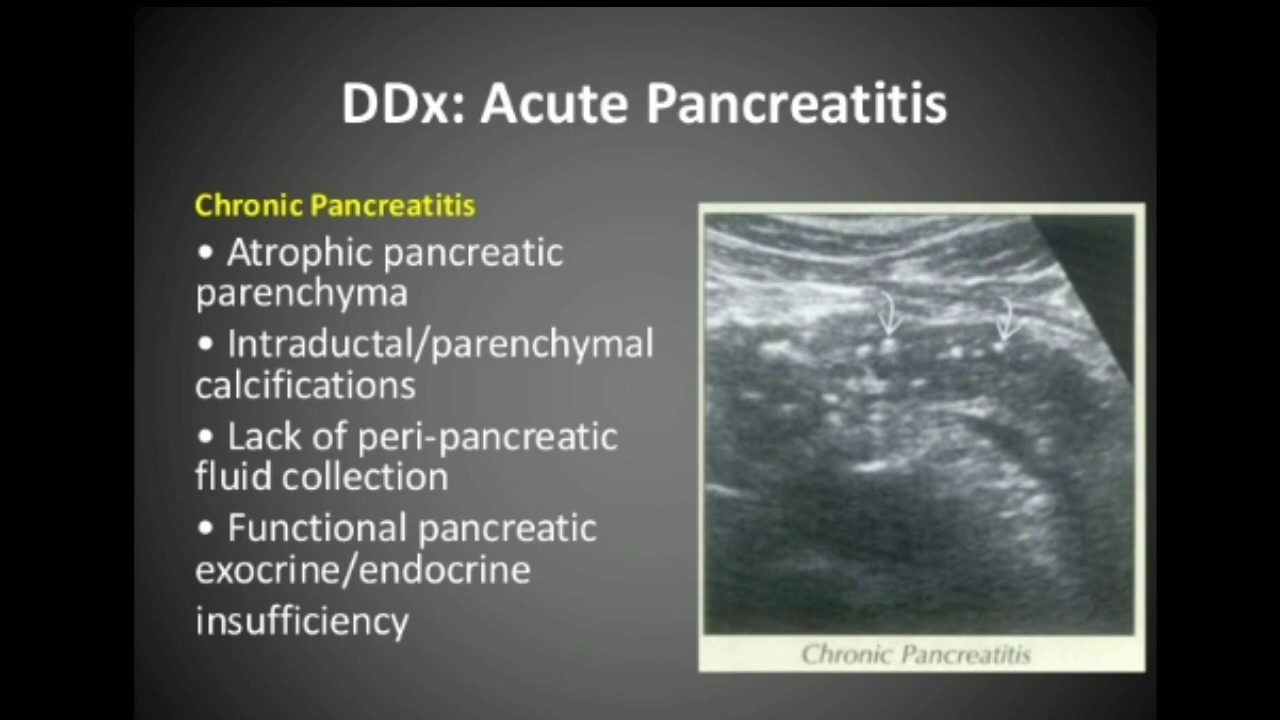 DDx: Acute Pancreatitis
Chronic Pancreatitis
• Atrophic pancreatic
parenchyma
• Intraductal/parenchymal
calcifications
• Lack of peri-pancreatic
fluid collection
• Functional pancreatic
exocrine/endocrine
insufficiency
Chronic Pancreatitis